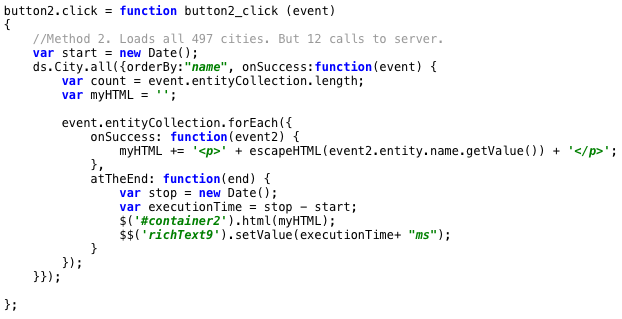 button2.click = function button2_click (event)
{
    //Method 2. Loads all 497 cities. But 12 calls to server.
    var start = new Date();
    ds.City.all({orderBy:"name", onSuccess:function(event) {
        var count = event.entityCollection.length;
        var myHTML = '';

        event.entityCollection.forEach({
            onSuccess: function(event2) {
                myHTML += '<p>' + escapeHTML(event2.entity.name.getValue()) + '</p>';
            },
            atTheEnd: function(end) {
                var stop = new Date();
                var executionTime = stop - start;
                $('#container2').html(myHTML);
                $$('richText9').setValue(executionTime+ "ms");
            }
        });
    }});

};